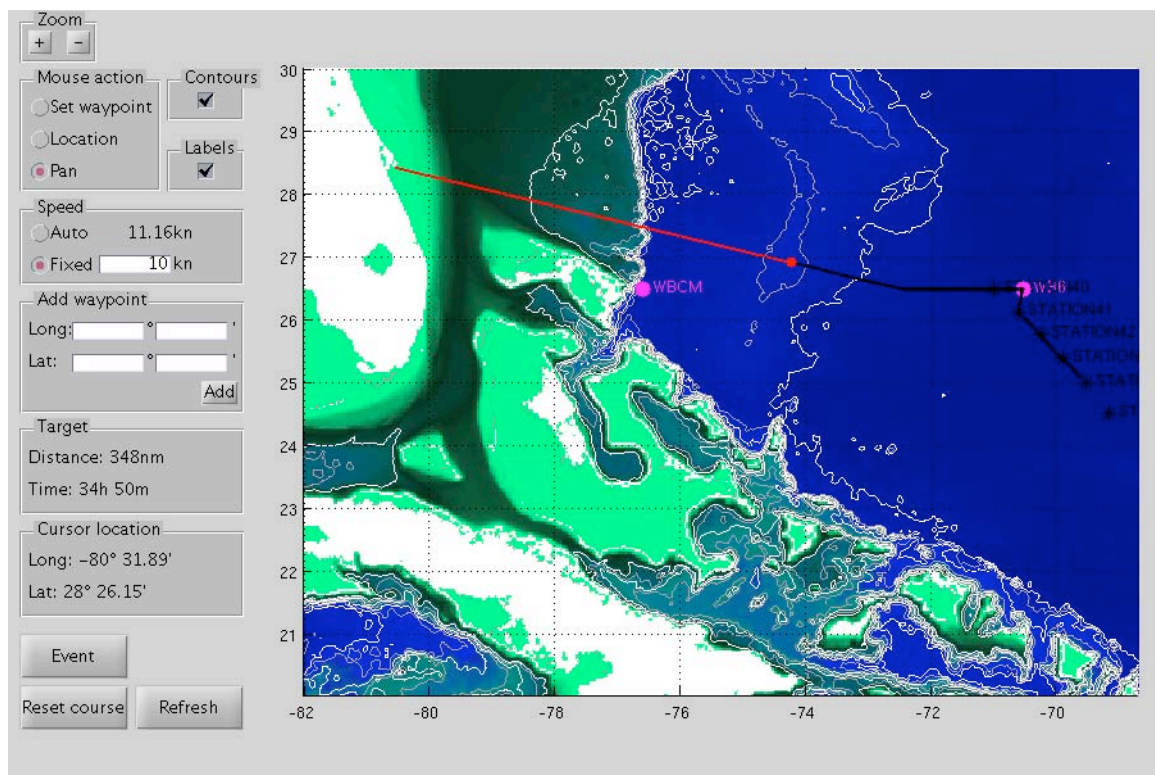 Zoom
+ −
Mouse action
Set waypoint
Location
Pan
Contours
Labels
Speed
Auto 11.16kn
Fixed 10 kn
Add waypoint
Long: ° '
Lat: ° '
Add
Target
Distance: 348nm
Time: 34h 50m
Cursor location
Long: −80° 31.89'
Lat: 28° 26.15'
Event
Reset course Refresh
30
29
28
27
26
25
24
23
22
21
−82 −80 −78 −76 −74 −72 −70
WBCM
STATION41
STATION42
STATION
STATI
ST